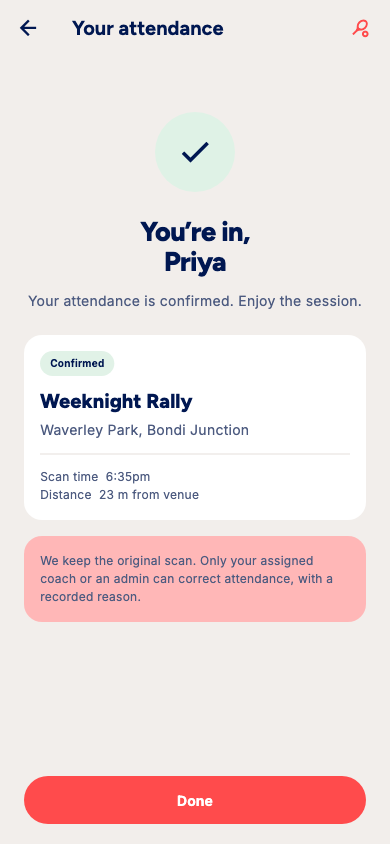 Your attendance
You're in,
Priya
Your attendance is confirmed. Enjoy the session.
Confirmed
Weeknight Rally
Waverley Park, Bondi Junction
Scan time 6:35pm
Distance 23 m from venue
We keep the original scan. Only your assigned
coach or an admin can correct attendance, with a
recorded reason.
Done